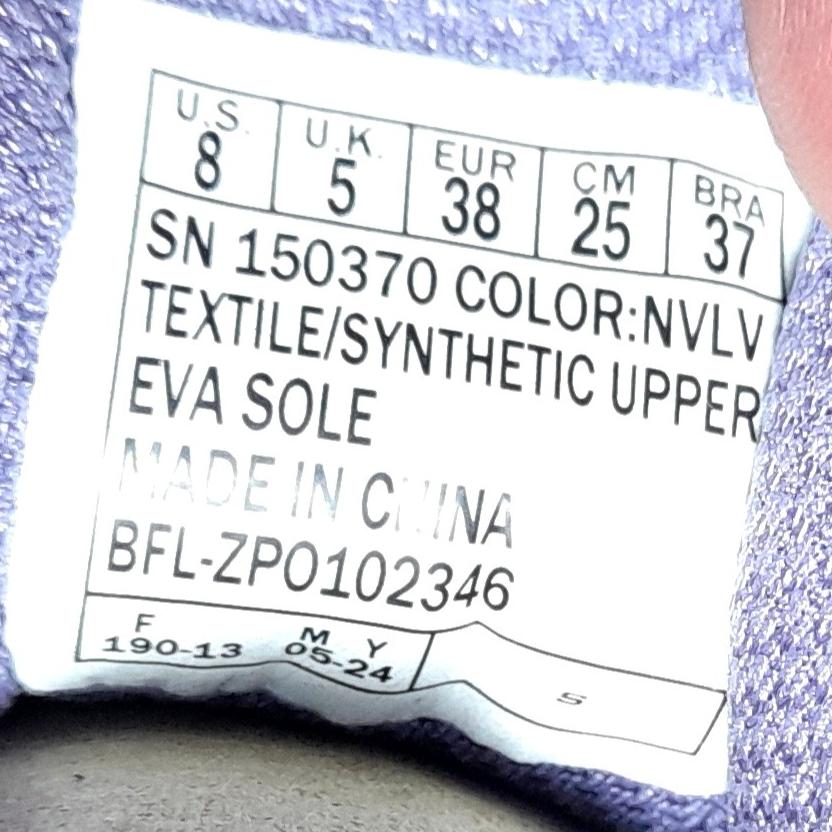 U.S. U.K. EUR CM BRA
8 5 38 25 37
SN 150370 COLOR:NVLV
TEXTILE/SYNTHETIC UPPER
EVA SOLE
MADE IN CHINA
BFL-ZPO102346
F M Y
190-13 05-24
S